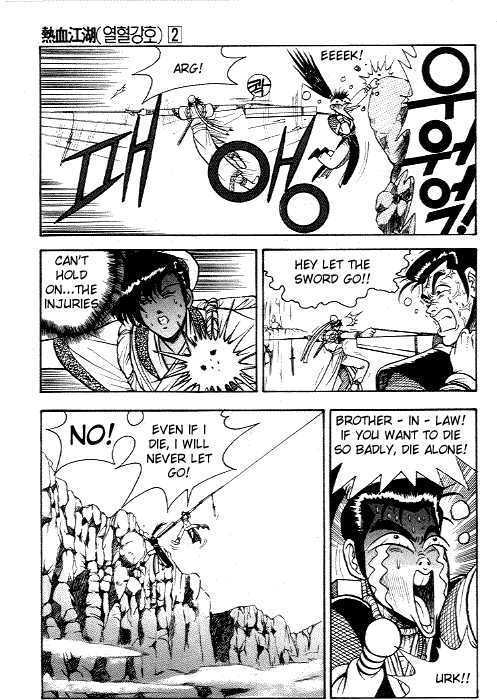 熱血江湖(열혈강호) 2
ARG!
EEEEK!
콱
패
앵
우
우
웍!
CAN'T
HOLD
ON...THE
INJURIES
HEY LET THE
SWORD GO!!
NO!
EVEN IF I
DIE, I WILL
NEVER LET
GO!
BROTHER - IN - LAW!
IF YOU WANT TO DIE
SO BADLY, DIE ALONE!
URK!!